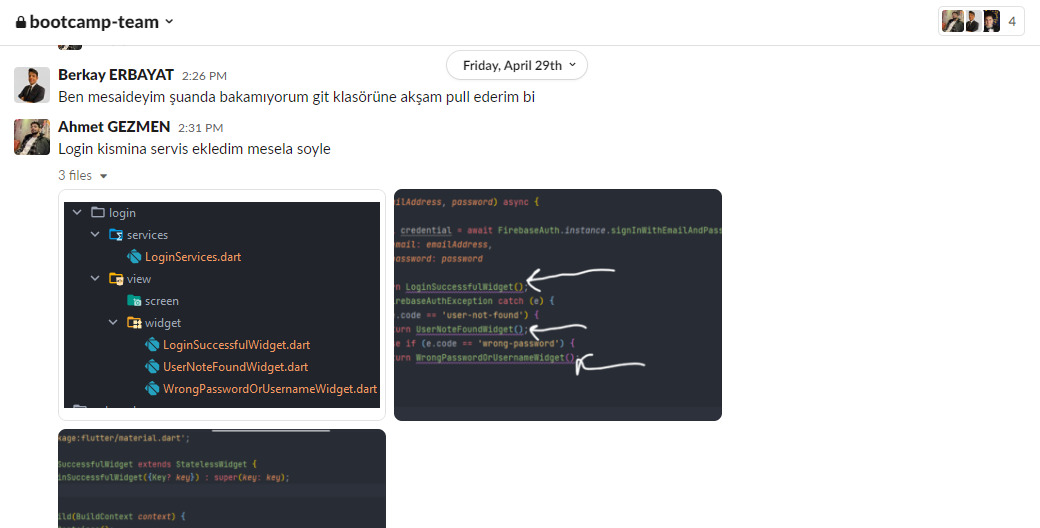 bootcamp-team
4
Friday, April 29th
Berkay ERBAYAT 2:26 PM
Ben mesaideyim şuanda bakamıyorum git klasörüne akşam pull ederim bi
Ahmet GEZMEN 2:31 PM
Login kismina servis ekledim mesela soyle
3 files
login
services
LoginServices.dart
view
screen
widget
LoginSuccessfulWidget.dart
UserNoteFoundWidget.dart
WrongPasswordOrUsernameWidget.dart
ilAddress, password) async {
credential = await FirebaseAuth.instance.signInWithEmailAndPass
mail: emailAddress,
password: password
n LoginSuccessfulWidget();
rebaseAuthException catch (e) {
.code == 'user-not-found') {
turn UserNoteFoundWidget();
e if (e.code == 'wrong-password') {
turn WrongPasswordOrUsernameWidget();
kage:flutter/material.dart';
SuccessfulWidget extends StatelessWidget {
inSuccessfulWidget({Key? key}) : super(key: key);
ild(BuildContext context) {